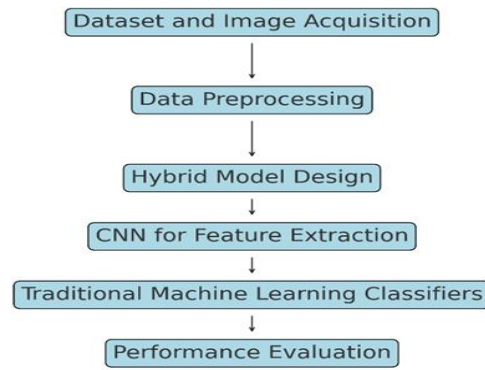 Dataset and Image Acquisition
Data Preprocessing
Hybrid Model Design
CNN for Feature Extraction
Traditional Machine Learning Classifiers
Performance Evaluation